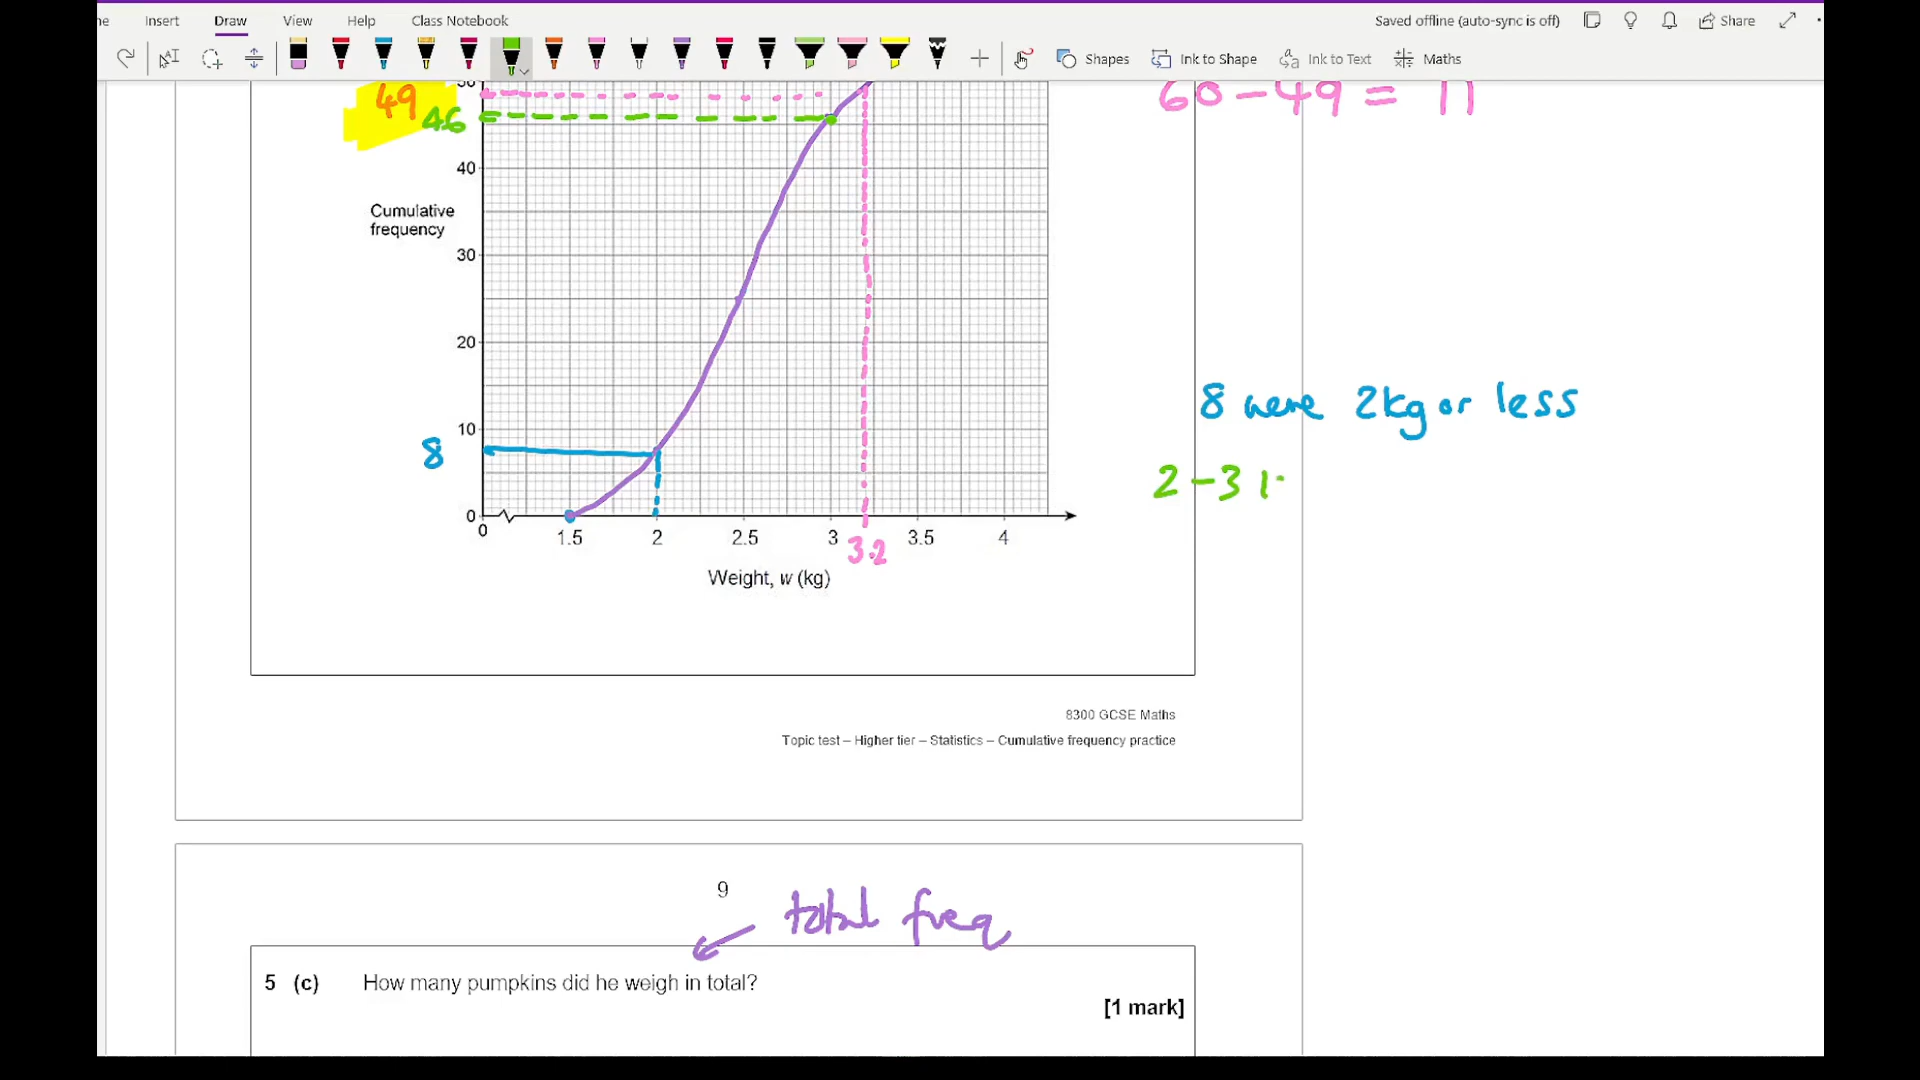 Insert Draw View Help Class Notebook Saved offline (auto-sync is off) Share
Shapes Ink to Shape Ink to Text Maths
49
46
60 - 49 = 11
40
Cumulative
frequency
30
20
10
8
0
0 1.5 2 2.5 3 3.5 4
3.2
Weight, w (kg)
8 were 2kg or less
2 - 3
8300 GCSE Maths
Topic test – Higher tier – Statistics – Cumulative frequency practice
9
total freq
5 (c) How many pumpkins did he weigh in total?
[1 mark]